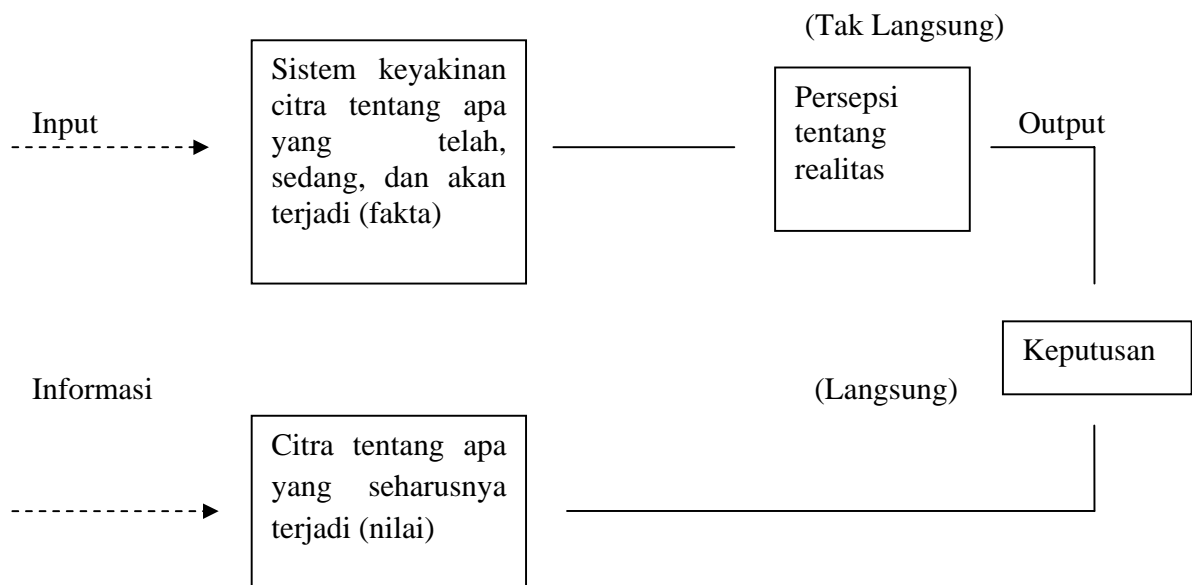 (Tak Langsung)
Sistem keyakinan
citra tentang apa
yang telah,
sedang, dan akan
terjadi (fakta)
Persepsi
tentang
realitas
Input
Output
Keputusan
Informasi
(Langsung)
Citra tentang apa
yang seharusnya
terjadi (nilai)